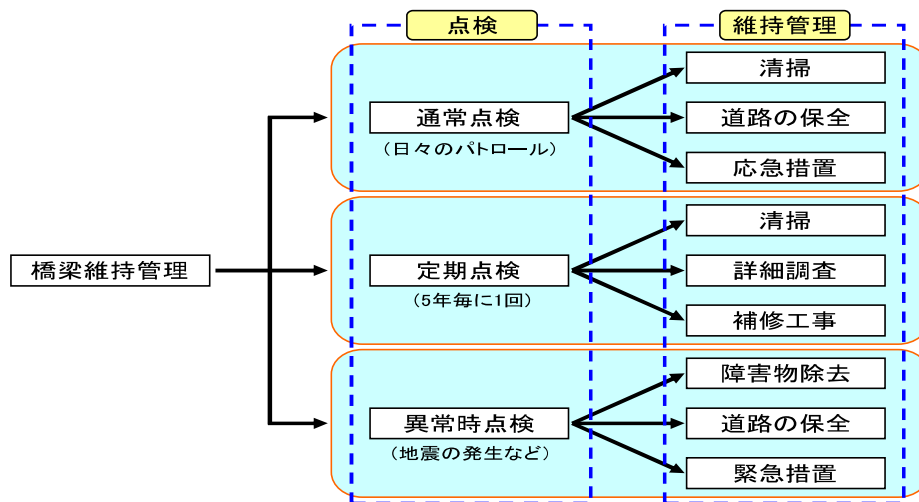 点検
維持管理
橋梁維持管理
通常点検
(日々のパトロール)
清掃
道路の保全
応急措置
定期点検
(5年毎に1回)
清掃
詳細調査
補修工事
異常時点検
(地震の発生など)
障害物除去
道路の保全
緊急措置